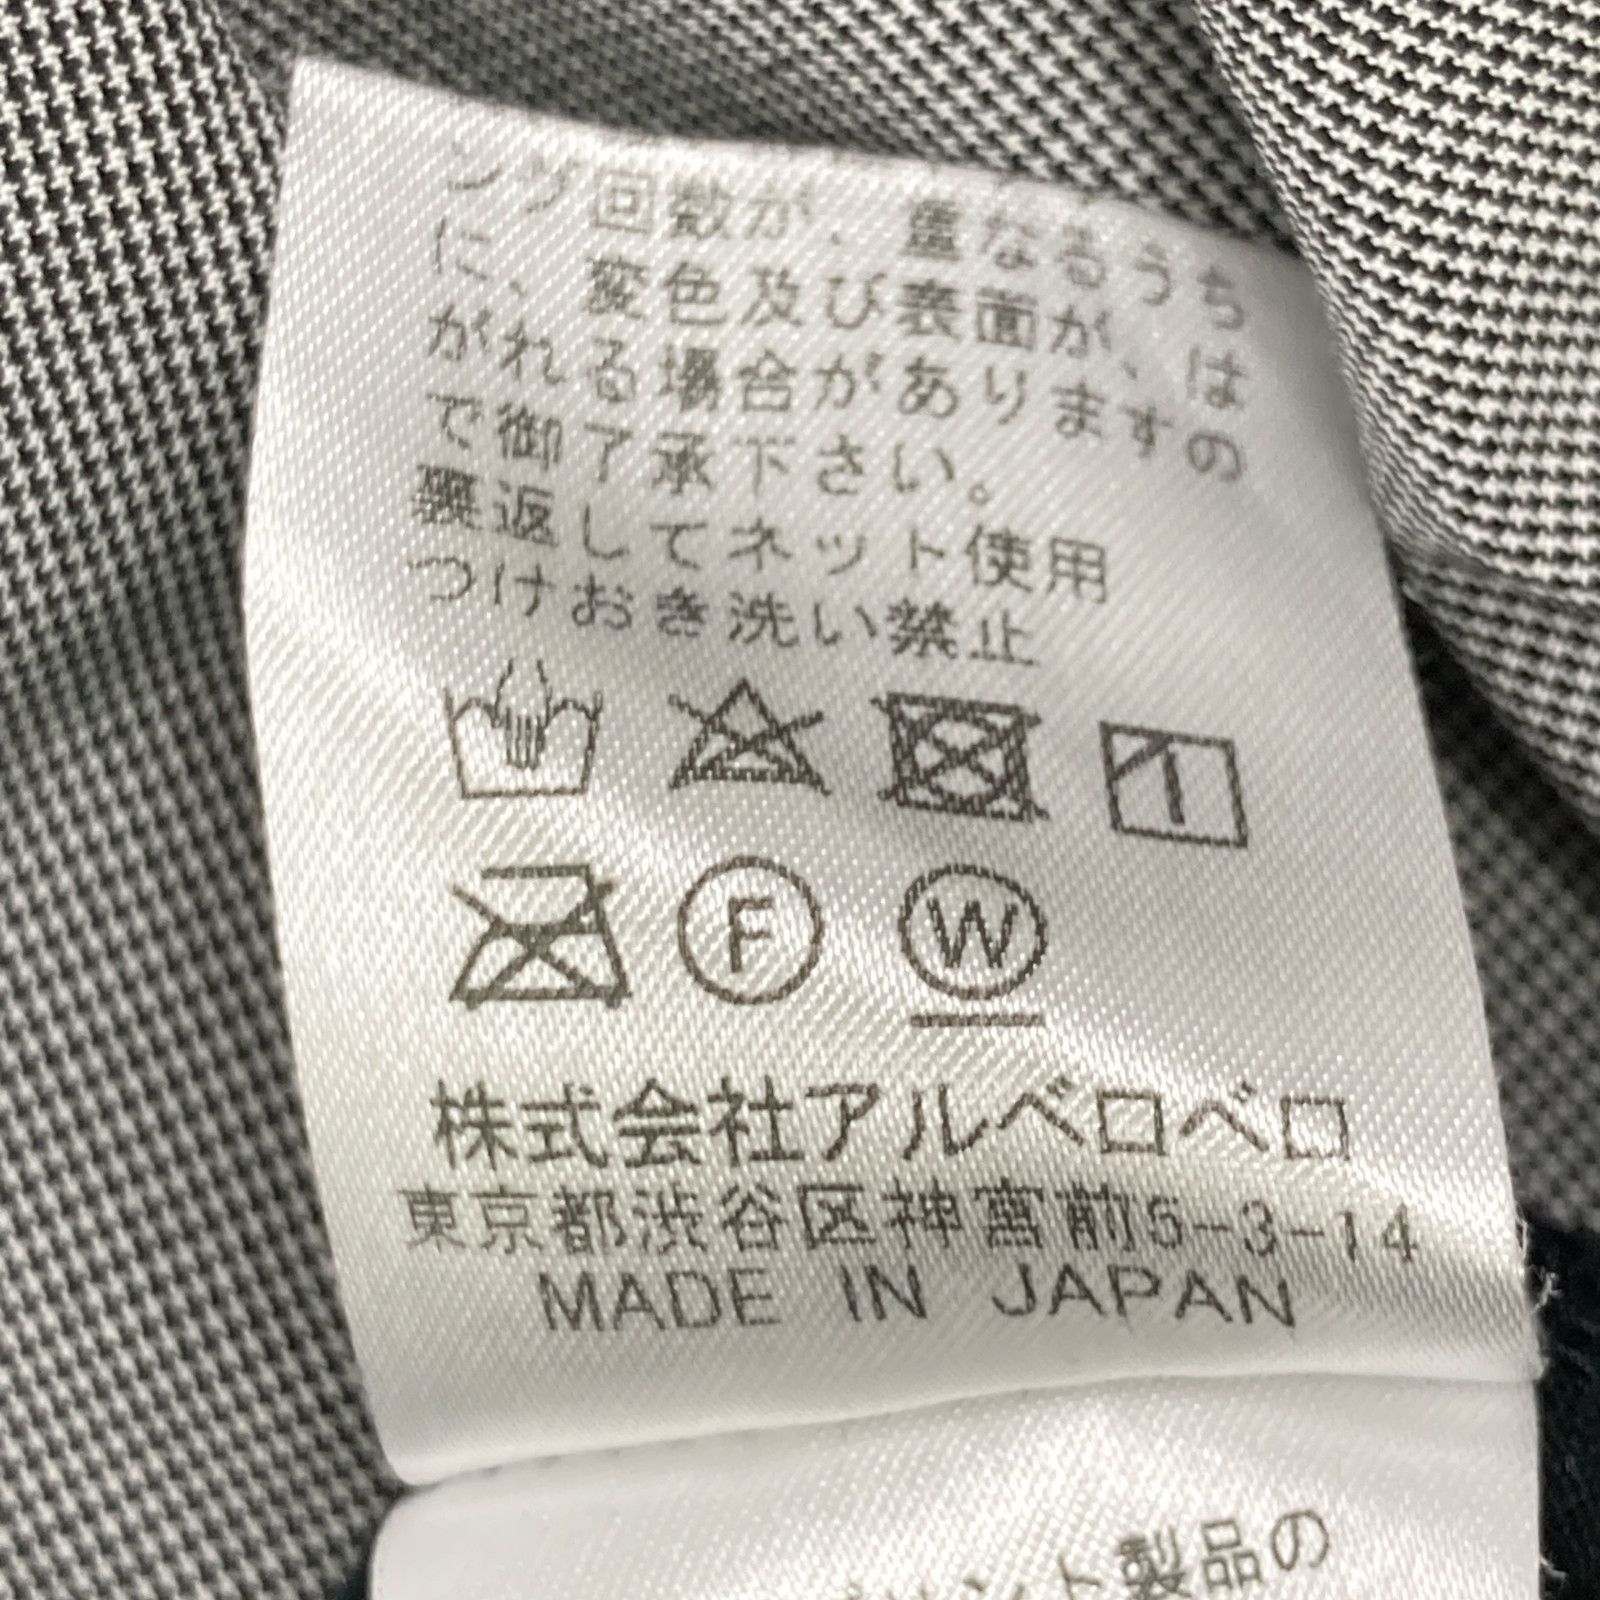 ング回数が、重なるうち
に、変色及び表面が、は
がれる場合がありますの
で御了承下さい。
裏返してネット使用
つけおき洗い禁止
F W
株式会社アルベロベロ
東京都渋谷区神宮前5-3-14
MADE IN JAPAN
ント製品の